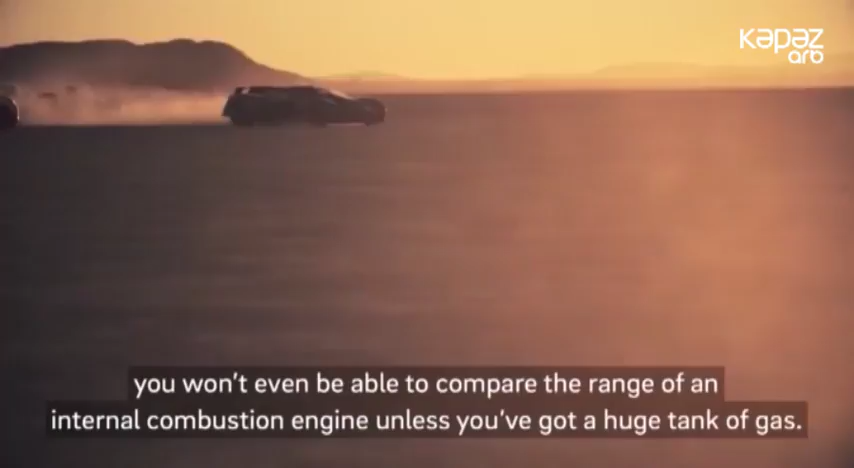 kəpəz
arb
you won't even be able to compare the range of an
internal combustion engine unless you've got a huge tank of gas.